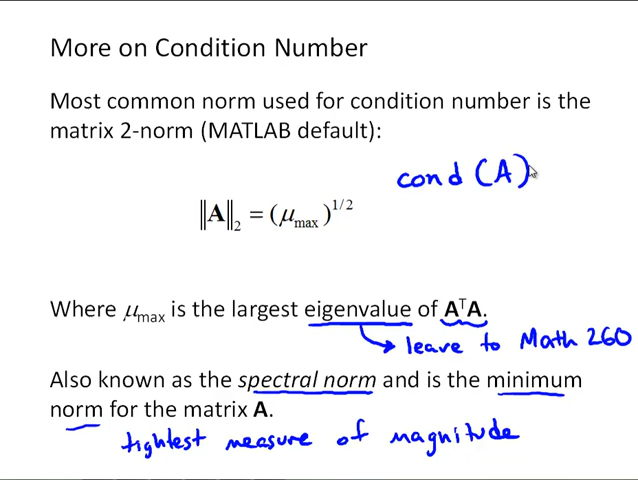 More on Condition Number
Most common norm used for condition number is the
matrix 2-norm (MATLAB default):
cond (A)
‖A‖₂ = (μmax)^1/2
Where μmax is the largest eigenvalue of AᵀA.
leave to Math 260
Also known as the spectral norm and is the minimum
norm for the matrix A.
tightest measure of magnitude